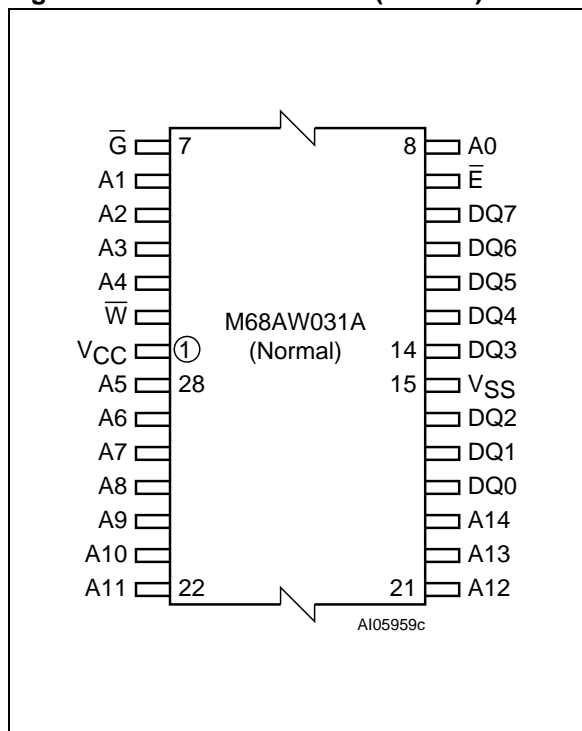 G̅ 7 8 A0
A1 E̅
A2 DQ7
A3 DQ6
A4 DQ5
W̅ DQ4
VCC 1 14 DQ3
M68AW031A
(Normal)
A5 28 15 VSS
A6 DQ2
A7 DQ1
A8 DQ0
A9 A14
A10 A13
A11 22 21 A12
AI05959c